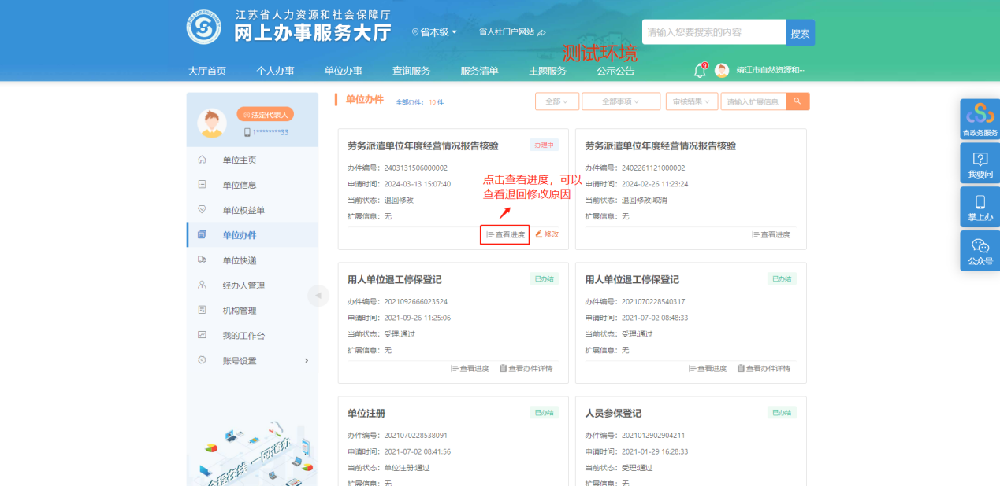 江苏省人力资源和社会保障厅
网上办事服务大厅
省本级
省人社门户网站
请输入您要搜索的内容
搜索
测试环境
大厅首页
个人办事
单位办事
查询服务
服务清单
主题服务
公示公告
靖江市自然资源和···
法定代表人
1********33
单位主页
单位信息
单位权益单
单位办件
单位快递
经办人管理
机构管理
我的工作台
账号设置
单位办件
全部办件: 10 件
全部
全部事项
审核结果
请输入扩展信息
劳务派遣单位年度经营情况报告核验
办理中
办件编号: 2403131506000002
申请时间: 2024-03-13 15:07:40
当前状态: 退回修改
扩展信息: 无
查看进度
修改
点击查看进度，可以
查看退回修改原因
劳务派遣单位年度经营情况报告核验
办件编号: 2402261121000002
申请时间: 2024-02-26 11:23:24
当前状态: 退回修改:取消
扩展信息: 无
查看进度
用人单位退工停保登记
已办结
办件编号: 2021092666023524
申请时间: 2021-09-26 11:25:06
当前状态: 受理:通过
扩展信息: 无
查看进度
查看办件详情
用人单位退工停保登记
已办结
办件编号: 2021070228540317
申请时间: 2021-07-02 08:48:33
当前状态: 受理:通过
扩展信息: 无
查看进度
查看办件详情
单位注册
已办结
办件编号: 2021070228538091
申请时间: 2021-07-02 08:41:56
当前状态: 单位注册:通过
扩展信息: 无
人员参保登记
已办结
办件编号: 2021012902904211
申请时间: 2021-01-29 16:28:33
当前状态: 受理:通过
扩展信息: 无
省政务服务
我要问
掌上办
公众号
全程在线 一网通办